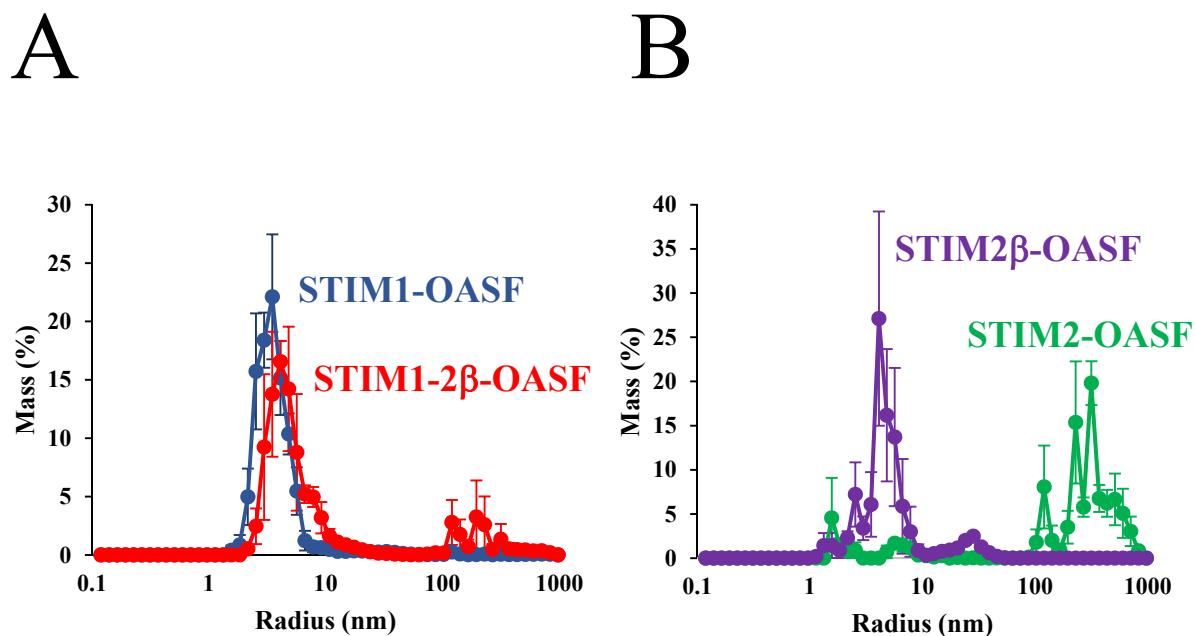 A
B
30
25
20
15
10
5
0
Mass (%)
STIM1-OASF
STIM1-2β-OASF
0.1
1
10
100
1000
Radius (nm)
40
35
30
25
20
15
10
5
0
Mass (%)
STIM2β-OASF
STIM2-OASF
0.1
1
10
100
1000
Radius (nm)